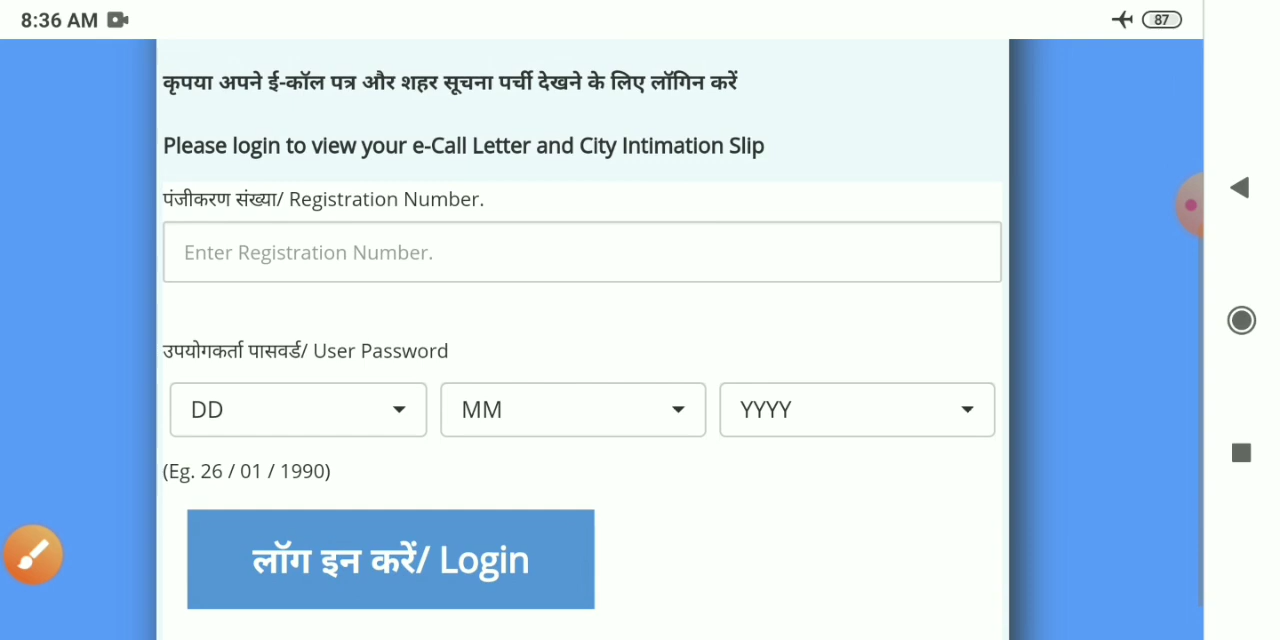 8:36 AM
87
कृपया अपने ई-कॉल पत्र और शहर सूचना पर्ची देखने के लिए लॉगिन करें
Please login to view your e-Call Letter and City Intimation Slip
पंजीकरण संख्या/ Registration Number.
Enter Registration Number.
उपयोगकर्ता पासवर्ड/ User Password
DD MM YYYY
(Eg. 26 / 01 / 1990)
लॉग इन करें/ Login